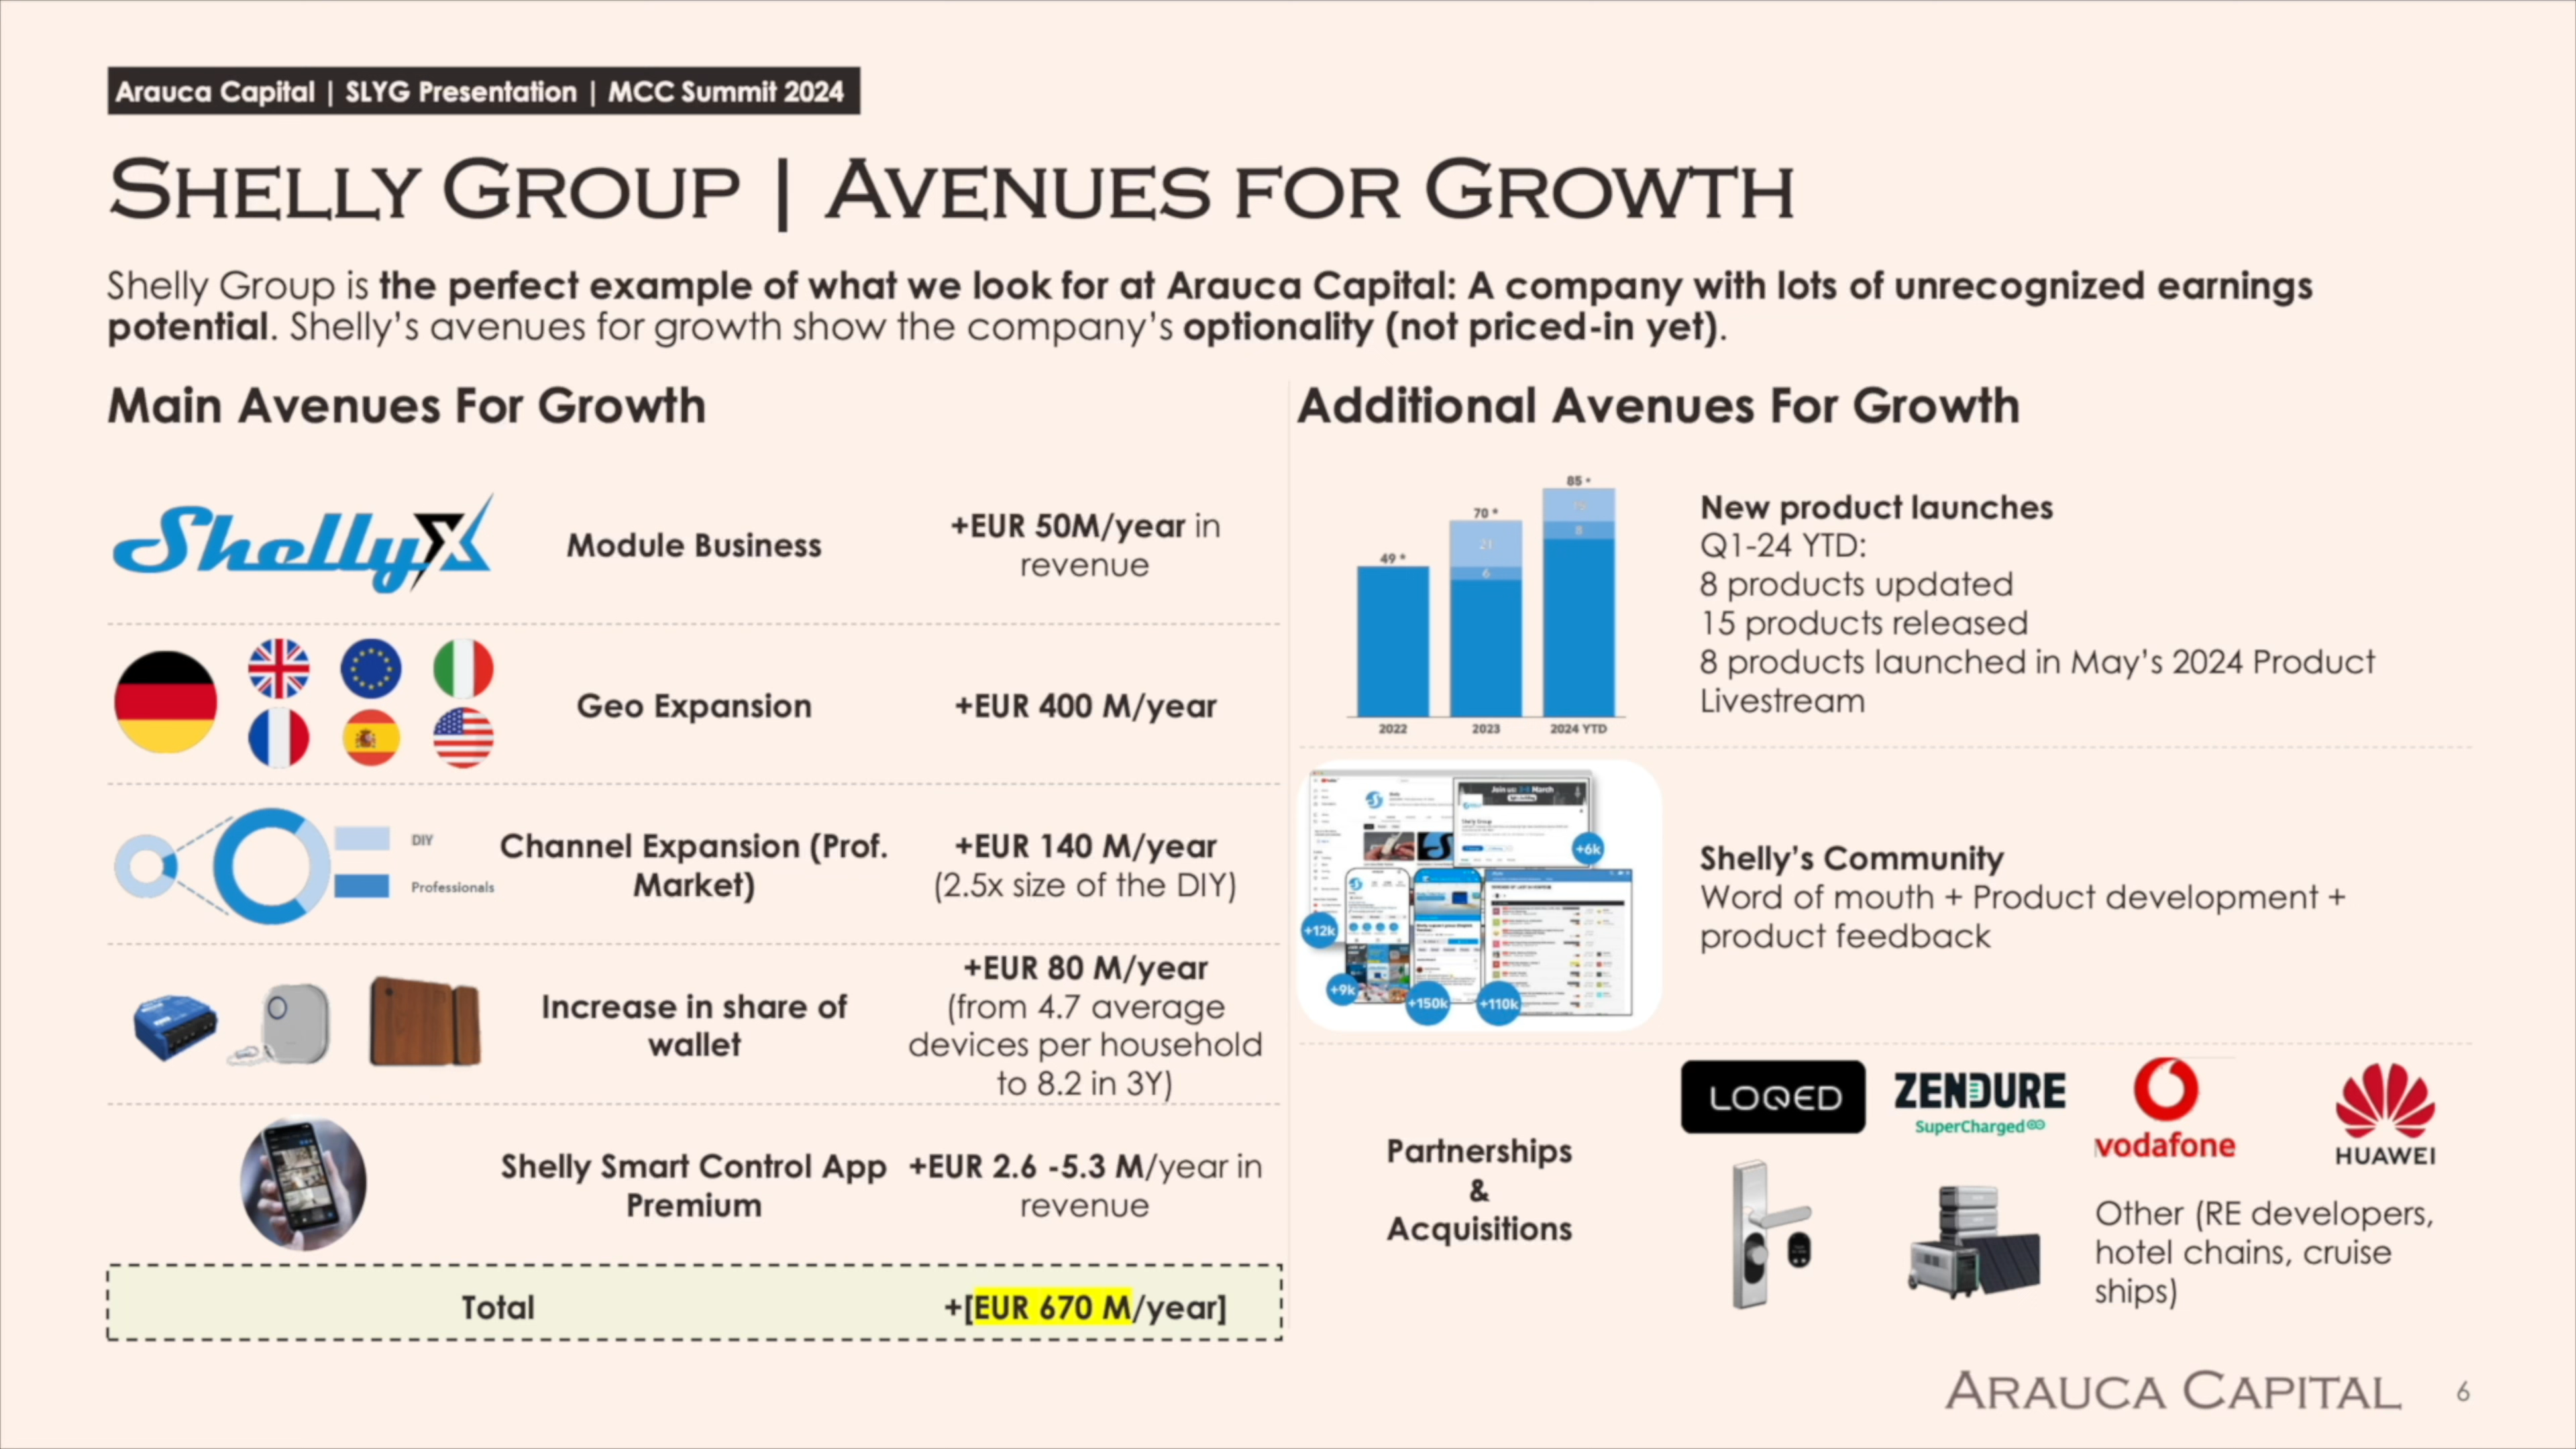 Arauca Capital | SLYG Presentation | MCC Summit 2024
SHELLY GROUP | AVENUES FOR GROWTH
Shelly Group is the perfect example of what we look for at Arauca Capital: A company with lots of unrecognized earnings
potential. Shelly's avenues for growth show the company's optionality (not priced-in yet).
Main Avenues For Growth
ShellyX
Module Business
+EUR 50M/year in
revenue
Geo Expansion
+EUR 400 M/year
DIY
Professionals
Channel Expansion (Prof.
Market)
+EUR 140 M/year
(2.5x size of the DIY)
Increase in share of
wallet
+EUR 80 M/year
(from 4.7 average
devices per household
to 8.2 in 3Y)
Shelly Smart Control App
Premium
+EUR 2.6 -5.3 M/year in
revenue
Total
+[EUR 670 M/year]
Additional Avenues For Growth
49 *
70 *
21
6
85 *
8
2022
2023
2024 YTD
New product launches
Q1-24 YTD:
8 products updated
15 products released
8 products launched in May's 2024 Product
Livestream
Join us
March
Shelly Group
+6k
+12k
+9k
+150k
+110k
Shelly's Community
Word of mouth + Product development +
product feedback
Partnerships
&
Acquisitions
LOQED
ZENDURE
SuperCharged
vodafone
HUAWEI
Other (RE developers,
hotel chains, cruise
ships)
ARAUCA CAPITAL
6